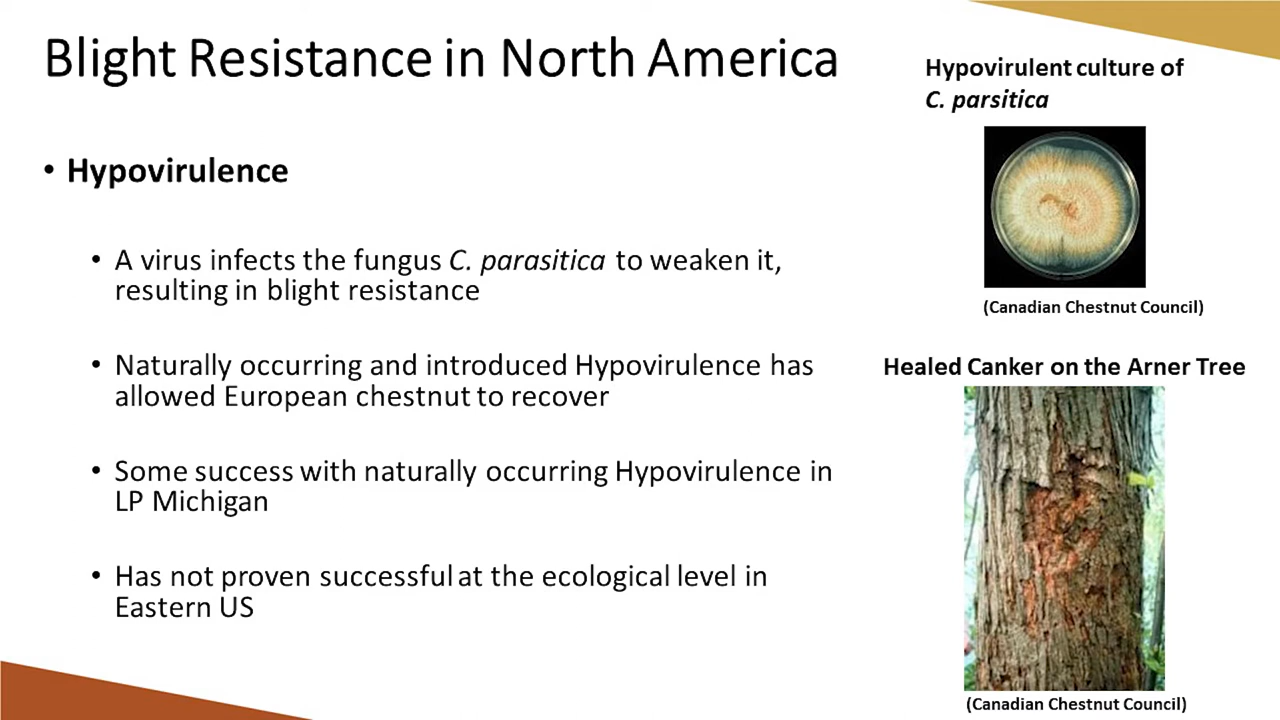 Blight Resistance in North America
• Hypovirulence
• A virus infects the fungus C. parasitica to weaken it,
resulting in blight resistance
• Naturally occurring and introduced Hypovirulence has
allowed European chestnut to recover
• Some success with naturally occurring Hypovirulence in
LP Michigan
• Has not proven successful at the ecological level in
Eastern US
Hypovirulent culture of
C. parsitica
(Canadian Chestnut Council)
Healed Canker on the Arner Tree
(Canadian Chestnut Council)